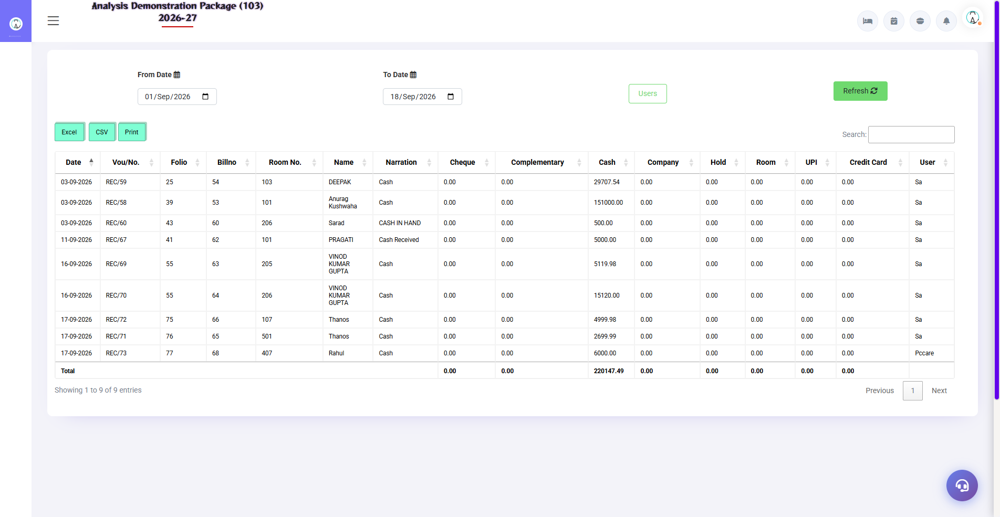 Analysis Demonstration Package (103)
2026-27
From Date
To Date
01/Sep/2026
18/Sep/2026
Users
Refresh
Excel CSV Print
Search:
Date Vou/No. Folio Billno Room No. Name Narration Cheque Complementary Cash Company Hold Room UPI Credit Card User
03-09-2026 REC/59 25 54 103 DEEPAK Cash 0.00 0.00 29707.54 0.00 0.00 0.00 0.00 0.00 Sa
03-09-2026 REC/58 39 53 101 Anurag Kushwaha Cash 0.00 0.00 151000.00 0.00 0.00 0.00 0.00 0.00 Sa
03-09-2026 REC/60 43 60 206 Sarad CASH IN HAND 0.00 0.00 500.00 0.00 0.00 0.00 0.00 0.00 Sa
11-09-2026 REC/67 41 62 101 PRAGATI Cash Received 0.00 0.00 5000.00 0.00 0.00 0.00 0.00 0.00 Sa
16-09-2026 REC/69 55 63 205 VINOD KUMAR GUPTA Cash 0.00 0.00 5119.98 0.00 0.00 0.00 0.00 0.00 Sa
16-09-2026 REC/70 55 64 206 VINOD KUMAR GUPTA Cash 0.00 0.00 15120.00 0.00 0.00 0.00 0.00 0.00 Sa
17-09-2026 REC/72 75 66 107 Thanos Cash 0.00 0.00 4999.98 0.00 0.00 0.00 0.00 0.00 Sa
17-09-2026 REC/71 76 65 501 Thanos Cash 0.00 0.00 2699.99 0.00 0.00 0.00 0.00 0.00 Sa
17-09-2026 REC/73 77 68 407 Rahul Cash 0.00 0.00 6000.00 0.00 0.00 0.00 0.00 0.00 Pccare
Total 0.00 0.00 220147.49 0.00 0.00 0.00 0.00 0.00
Showing 1 to 9 of 9 entries
Previous 1 Next